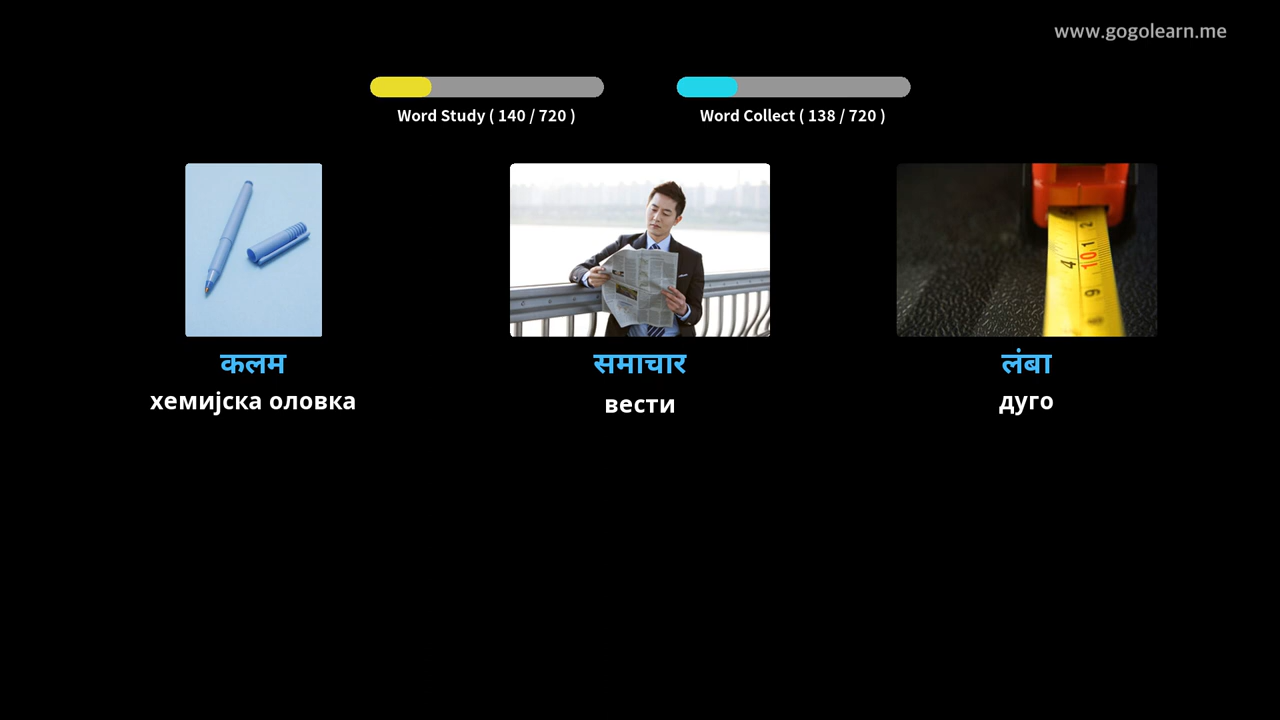 www.gogolearn.me
Word Study ( 140 / 720 )
Word Collect ( 138 / 720 )
कलम
хемијска оловка
समाचार
вести
लंबा
дуго